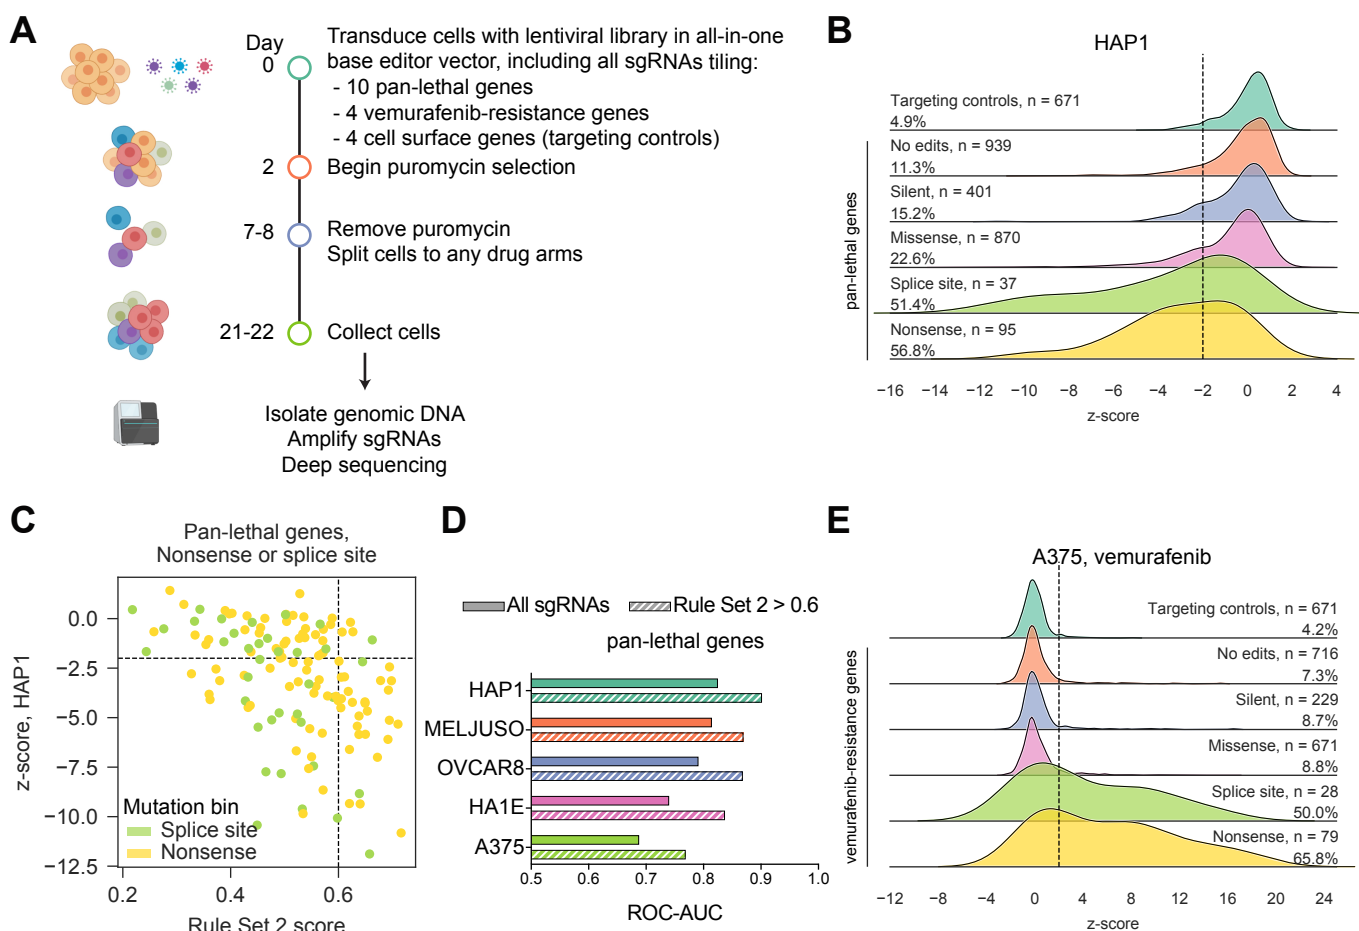 A
Day
0
Transduce cells with lentiviral library in all-in-one
base editor vector, including all sgRNAs tiling:
- 10 pan-lethal genes
- 4 vemurafenib-resistance genes
- 4 cell surface genes (targeting controls)
2
Begin puromycin selection
7-8
Remove puromycin
Split cells to any drug arms
21-22
Collect cells
Isolate genomic DNA
Amplify sgRNAs
Deep sequencing
B
HAP1
Targeting controls, n = 671
4.9%
No edits, n = 939
11.3%
Silent, n = 401
15.2%
Missense, n = 870
22.6%
Splice site, n = 37
51.4%
Nonsense, n = 95
56.8%
pan-lethal genes
−16 −14 −12 −10 −8 −6 −4 −2 0 2 4
z-score
C
Pan-lethal genes,
Nonsense or splice site
z-score, HAP1
0.0
−2.5
−5.0
−7.5
−10.0
−12.5
Mutation bin
Splice site
Nonsense
0.2 0.4 0.6
Rule Set 2 score
D
All sgRNAs
Rule Set 2 > 0.6
pan-lethal genes
HAP1
MELJUSO
OVCAR8
HA1E
A375
0.5 0.6 0.7 0.8 0.9 1.0
ROC-AUC
E
A375, vemurafenib
Targeting controls, n = 671
4.2%
No edits, n = 716
7.3%
Silent, n = 229
8.7%
Missense, n = 671
8.8%
Splice site, n = 28
50.0%
Nonsense, n = 79
65.8%
vemurafenib-resistance genes
−12 −8 −4 0 4 8 12 16 20 24
z-score